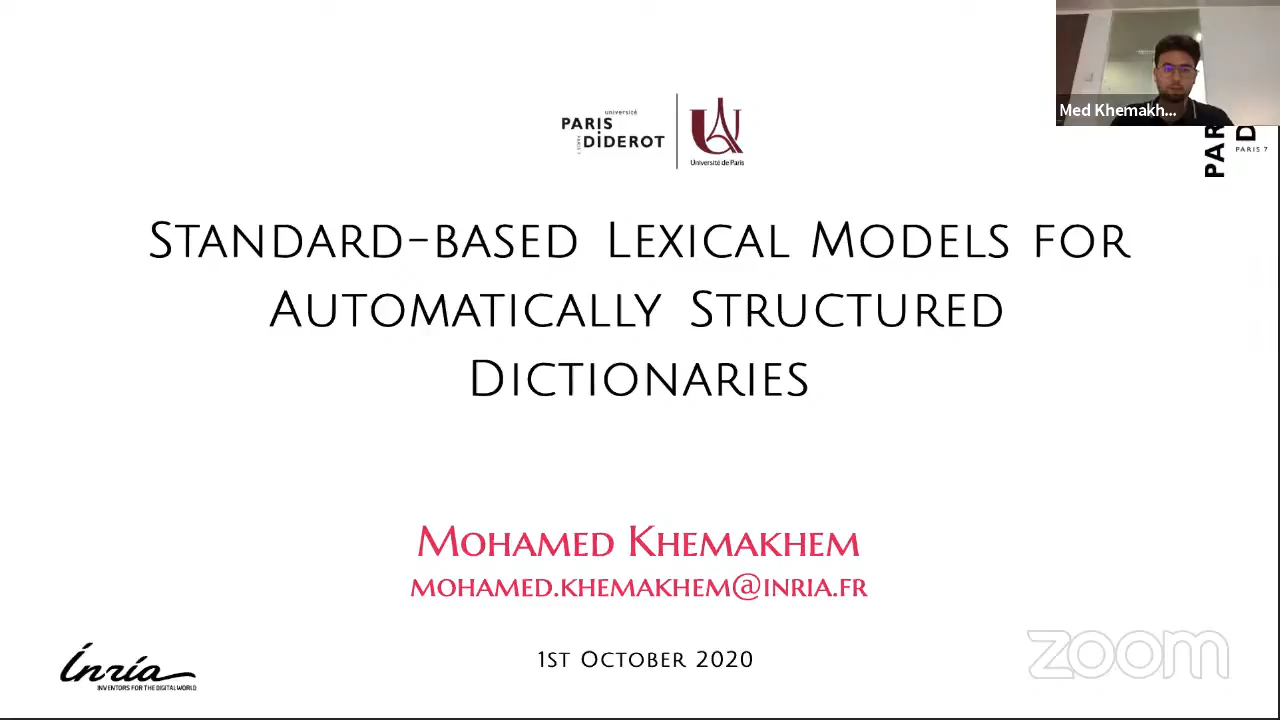 université
PARIS
DIDEROT
Université de Paris
Med Khemakh...
PAR
D
PARIS 7
STANDARD-BASED LEXICAL MODELS FOR
AUTOMATICALLY STRUCTURED
DICTIONARIES
MOHAMED KHEMAKHEM
MOHAMED.KHEMAKHEM@INRIA.FR
1ST OCTOBER 2020
Inria
INVENTORS FOR THE DIGITAL WORLD
zoom